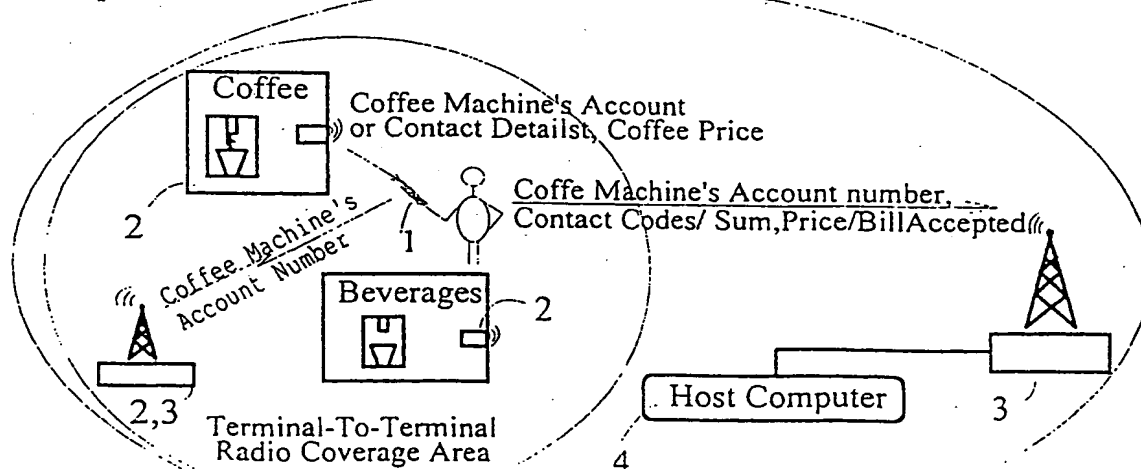 Coffee
Coffee Machine's Account
or Contact Detailst, Coffee Price
2
1
Coffe Machine's Account number,
Contact Codes/ Sum,Price/BillAccepted
Coffee Machine's
Account Number
Beverages
2
2,3
Host Computer
3
Terminal-To-Terminal
Radio Coverage Area
4